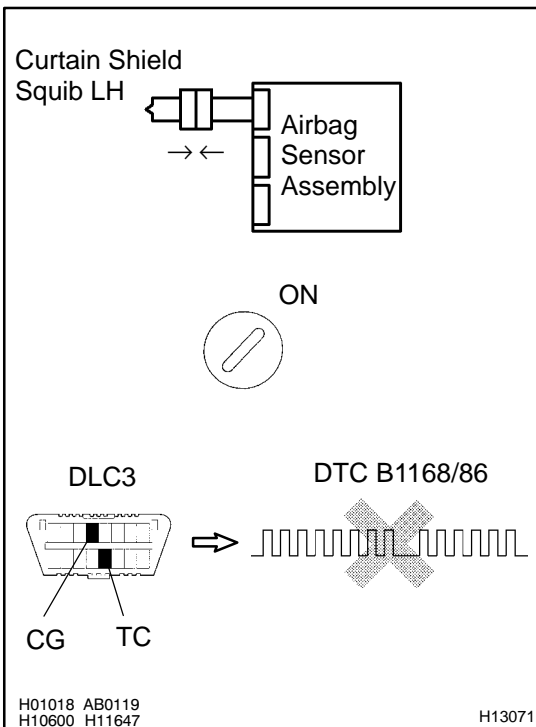 Curtain Shield
Squib LH
Airbag
Sensor
Assembly
ON
DLC3
DTC B1168/86
CG
TC
H01018 AB0119
H10600 H11647
H13071